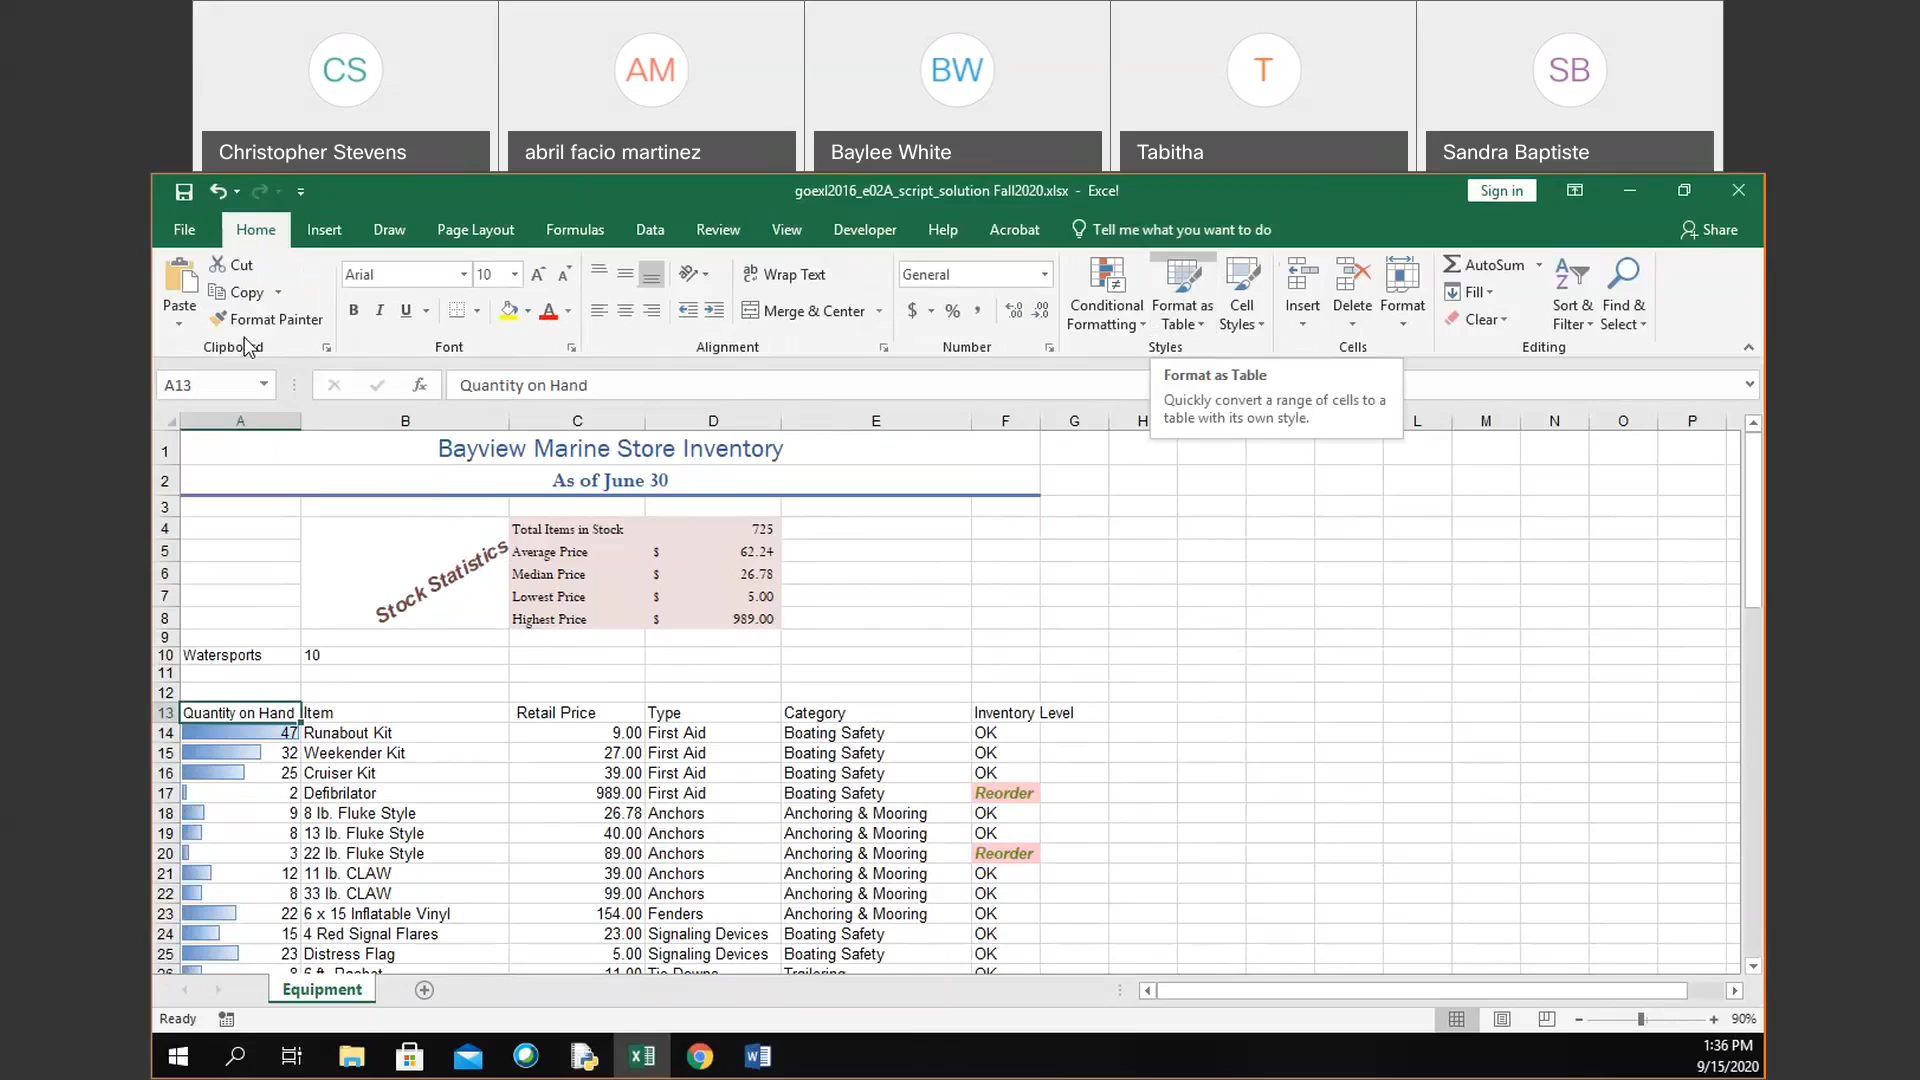 CS AM BW T SB
Christopher Stevens abril facio martinez Baylee White Tabitha Sandra Baptiste
goexl2016_e02A_script_solution Fall2020.xlsx - Excel Sign in
File Home Insert Draw Page Layout Formulas Data Review View Developer Help Acrobat Tell me what you want to do Share
Paste Cut Copy Format Painter Clipboard
Arial 10 B I U A Font
ab Wrap Text Merge & Center Alignment
General $ % , Number
Conditional Formatting Format as Table Cell Styles Styles
Insert Delete Format Cells
AutoSum Fill Clear Sort & Filter Find & Select Editing
A13 fx Quantity on Hand
Format as Table
Quickly convert a range of cells to a
table with its own style.
A B C D E F G H L M N O P
1 Bayview Marine Store Inventory
2 As of June 30
3
Stock Statistics
4 Total Items in Stock 725
5 Average Price $ 62.24
6 Median Price $ 26.78
7 Lowest Price $ 5.00
8 Highest Price $ 989.00
9
10 Watersports 10
11
12
13 Quantity on Hand Item Retail Price Type Category Inventory Level
14 47 Runabout Kit 9.00 First Aid Boating Safety OK
15 32 Weekender Kit 27.00 First Aid Boating Safety OK
16 25 Cruiser Kit 39.00 First Aid Boating Safety OK
17 2 Defibrilator 989.00 First Aid Boating Safety Reorder
18 9 8 lb. Fluke Style 26.78 Anchors Anchoring & Mooring OK
19 8 13 lb. Fluke Style 40.00 Anchors Anchoring & Mooring OK
20 3 22 lb. Fluke Style 89.00 Anchors Anchoring & Mooring Reorder
21 12 11 lb. CLAW 39.00 Anchors Anchoring & Mooring OK
22 8 33 lb. CLAW 99.00 Anchors Anchoring & Mooring OK
23 22 6 x 15 Inflatable Vinyl 154.00 Fenders Anchoring & Mooring OK
24 15 4 Red Signal Flares 23.00 Signaling Devices Boating Safety OK
25 23 Distress Flag 5.00 Signaling Devices Boating Safety OK
Equipment
Ready 90%
1:36 PM
9/15/2020